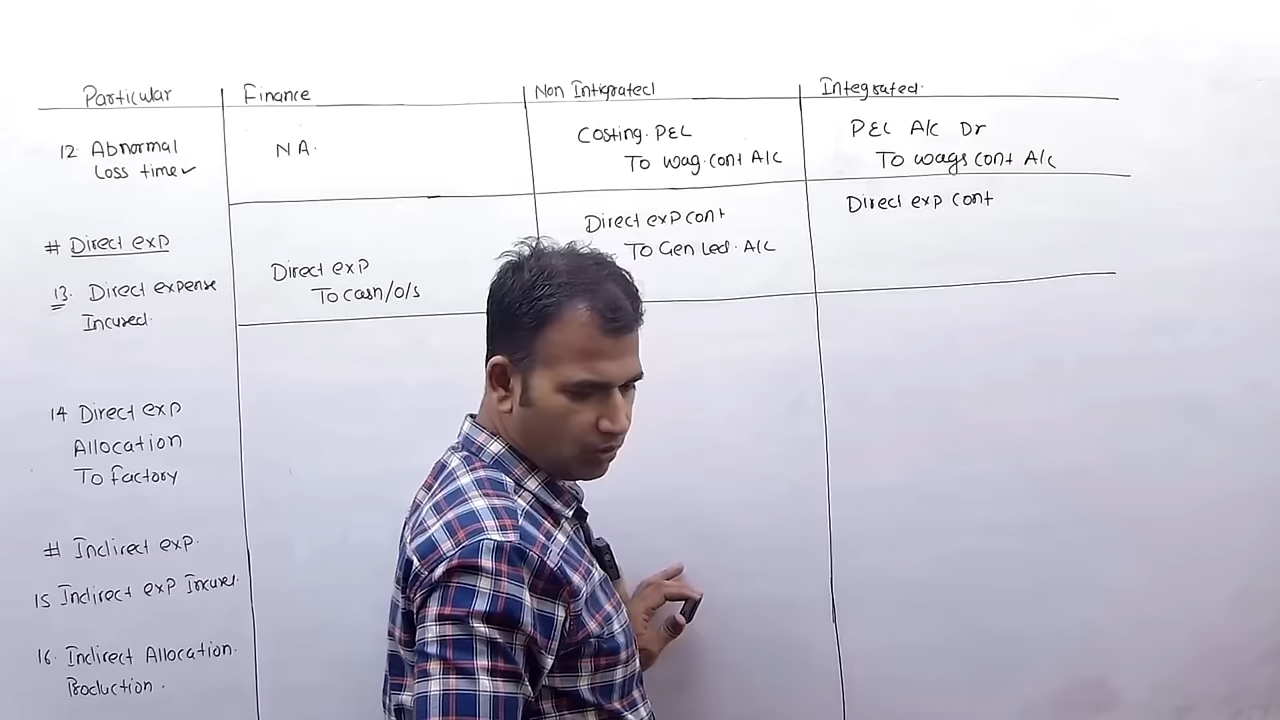 Particular Finance Non Intigrated Integrated.
12. Abnormal Loss time
NA.
Costing. P&L
To wag. cont A/C
P&L A/C Dr
To wags cont A/C
# Direct exp
13. Direct expense
Incured.
Direct exp
To cash/o/s
Direct exp cont
To Gen Led. A/C
Direct exp cont
14 Direct exp
Allocation
To factory
# Indirect exp.
15 Indirect exp Incured.
16. Indirect Allocation.
Production.